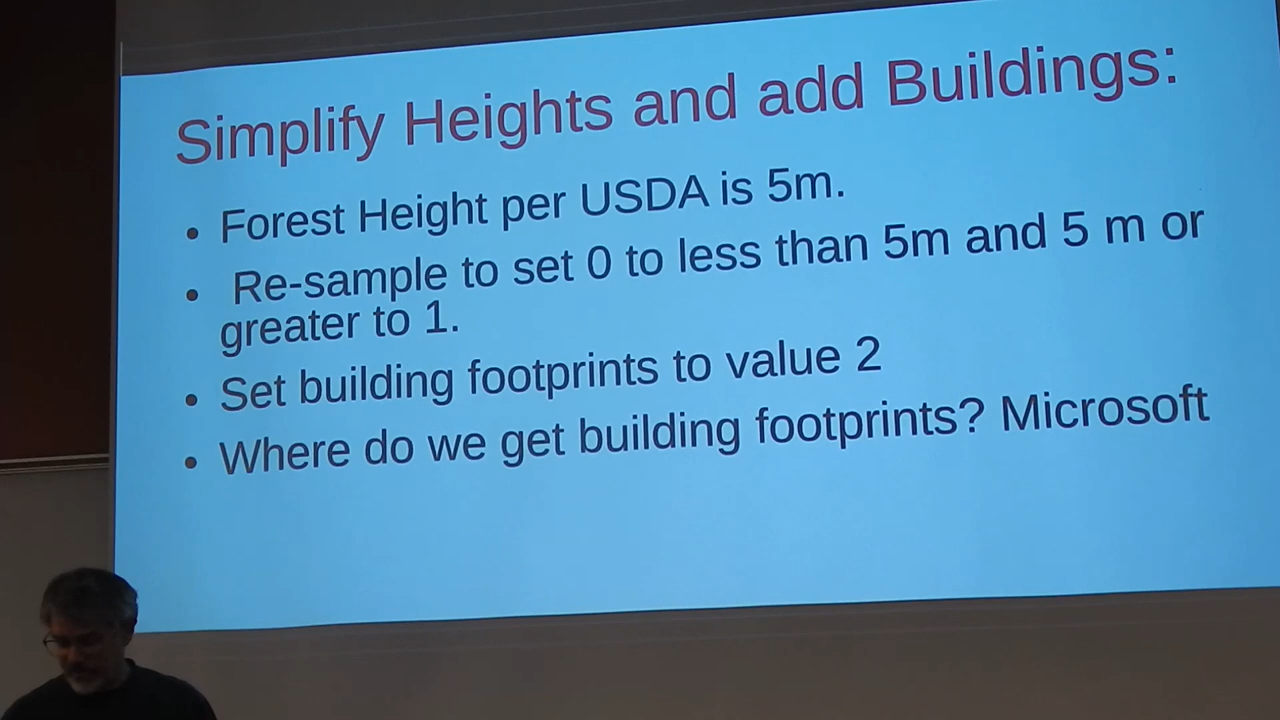 Simplify Heights and add Buildings:
• Forest Height per USDA is 5m.
• Re-sample to set 0 to less than 5m and 5 m or
greater to 1.
• Set building footprints to value 2
• Where do we get building footprints? Microsoft